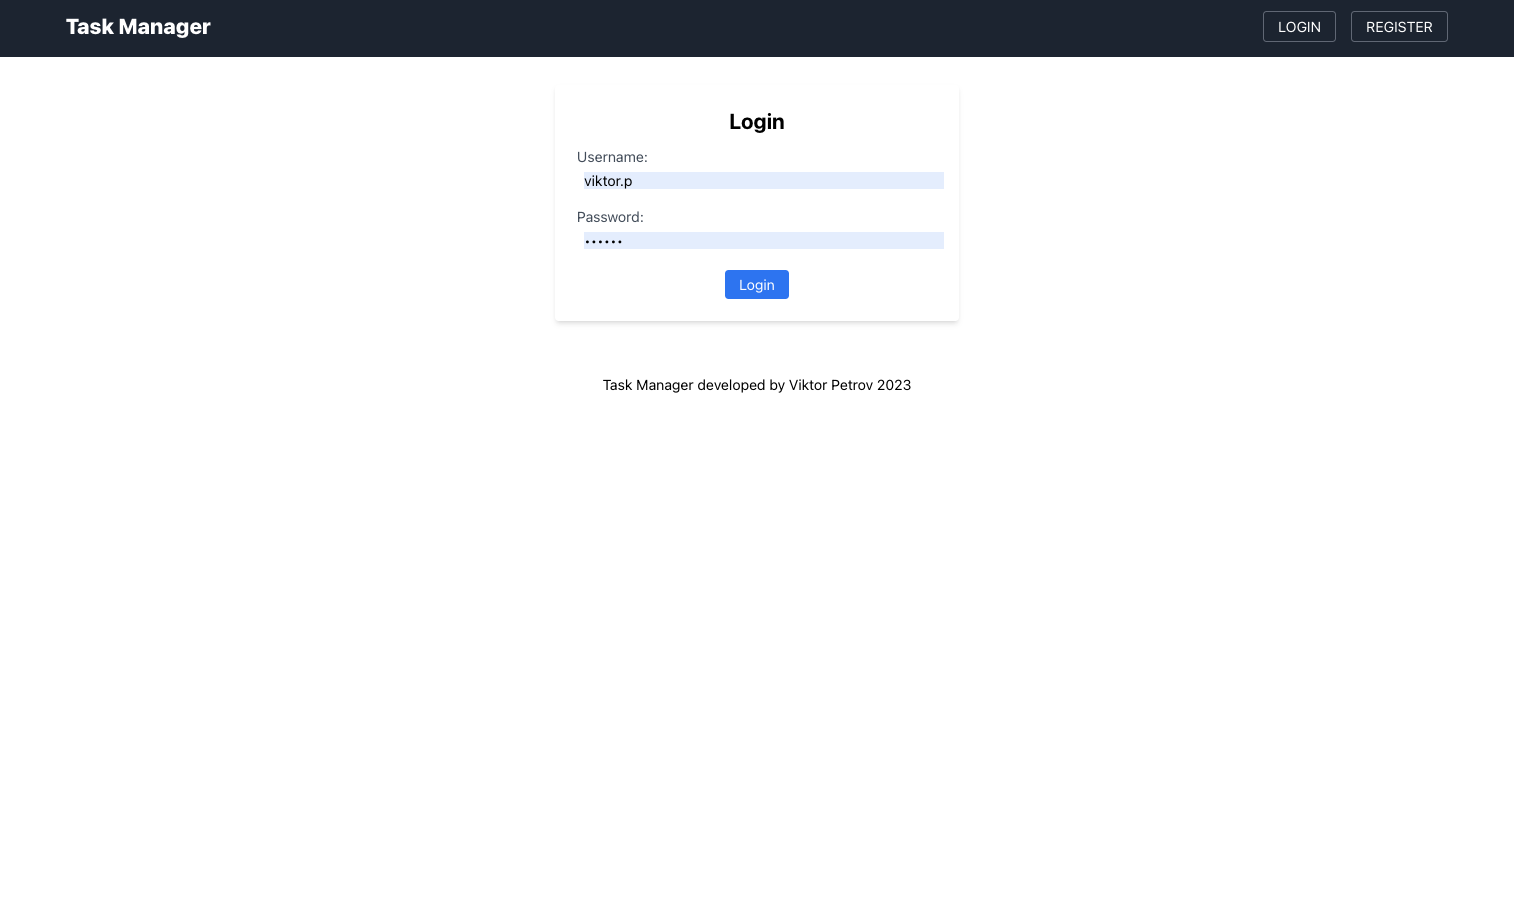 Task Manager
LOGIN
REGISTER
Login
Username:
viktor.p
Password:
••••••
Login
Task Manager developed by Viktor Petrov 2023